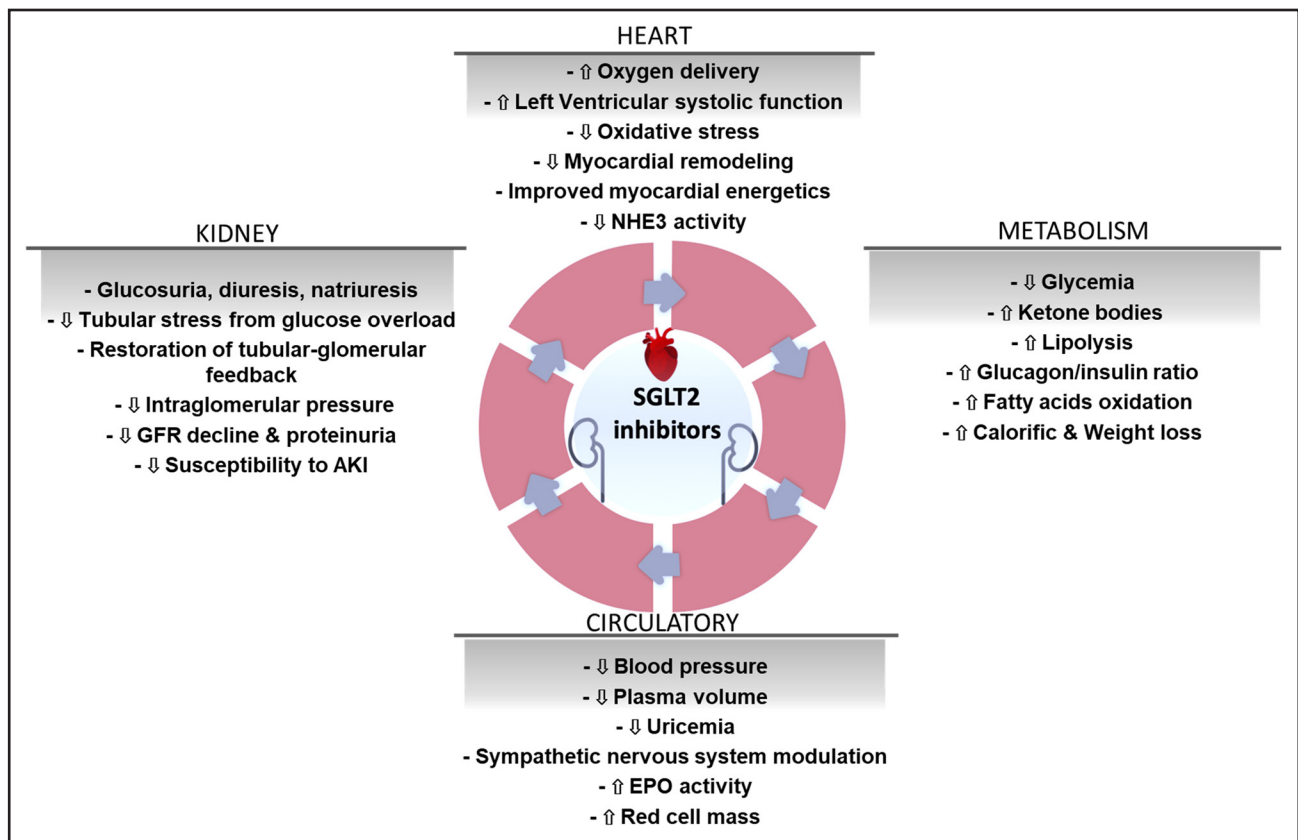 HEART
- ⇧ Oxygen delivery
- ⇧ Left Ventricular systolic function
- ⇩ Oxidative stress
- ⇩ Myocardial remodeling
- Improved myocardial energetics
- ⇩ NHE3 activity
KIDNEY
- Glucosuria, diuresis, natriuresis
- ⇩ Tubular stress from glucose overload
- Restoration of tubular-glomerular
feedback
- ⇩ Intraglomerular pressure
- ⇩ GFR decline & proteinuria
- ⇩ Susceptibility to AKI
SGLT2
inhibitors
METABOLISM
- ⇩ Glycemia
- ⇧ Ketone bodies
- ⇧ Lipolysis
- ⇧ Glucagon/insulin ratio
- ⇧ Fatty acids oxidation
- ⇧ Calorific & Weight loss
CIRCULATORY
- ⇩ Blood pressure
- ⇩ Plasma volume
- ⇩ Uricemia
- Sympathetic nervous system modulation
- ⇧ EPO activity
- ⇧ Red cell mass